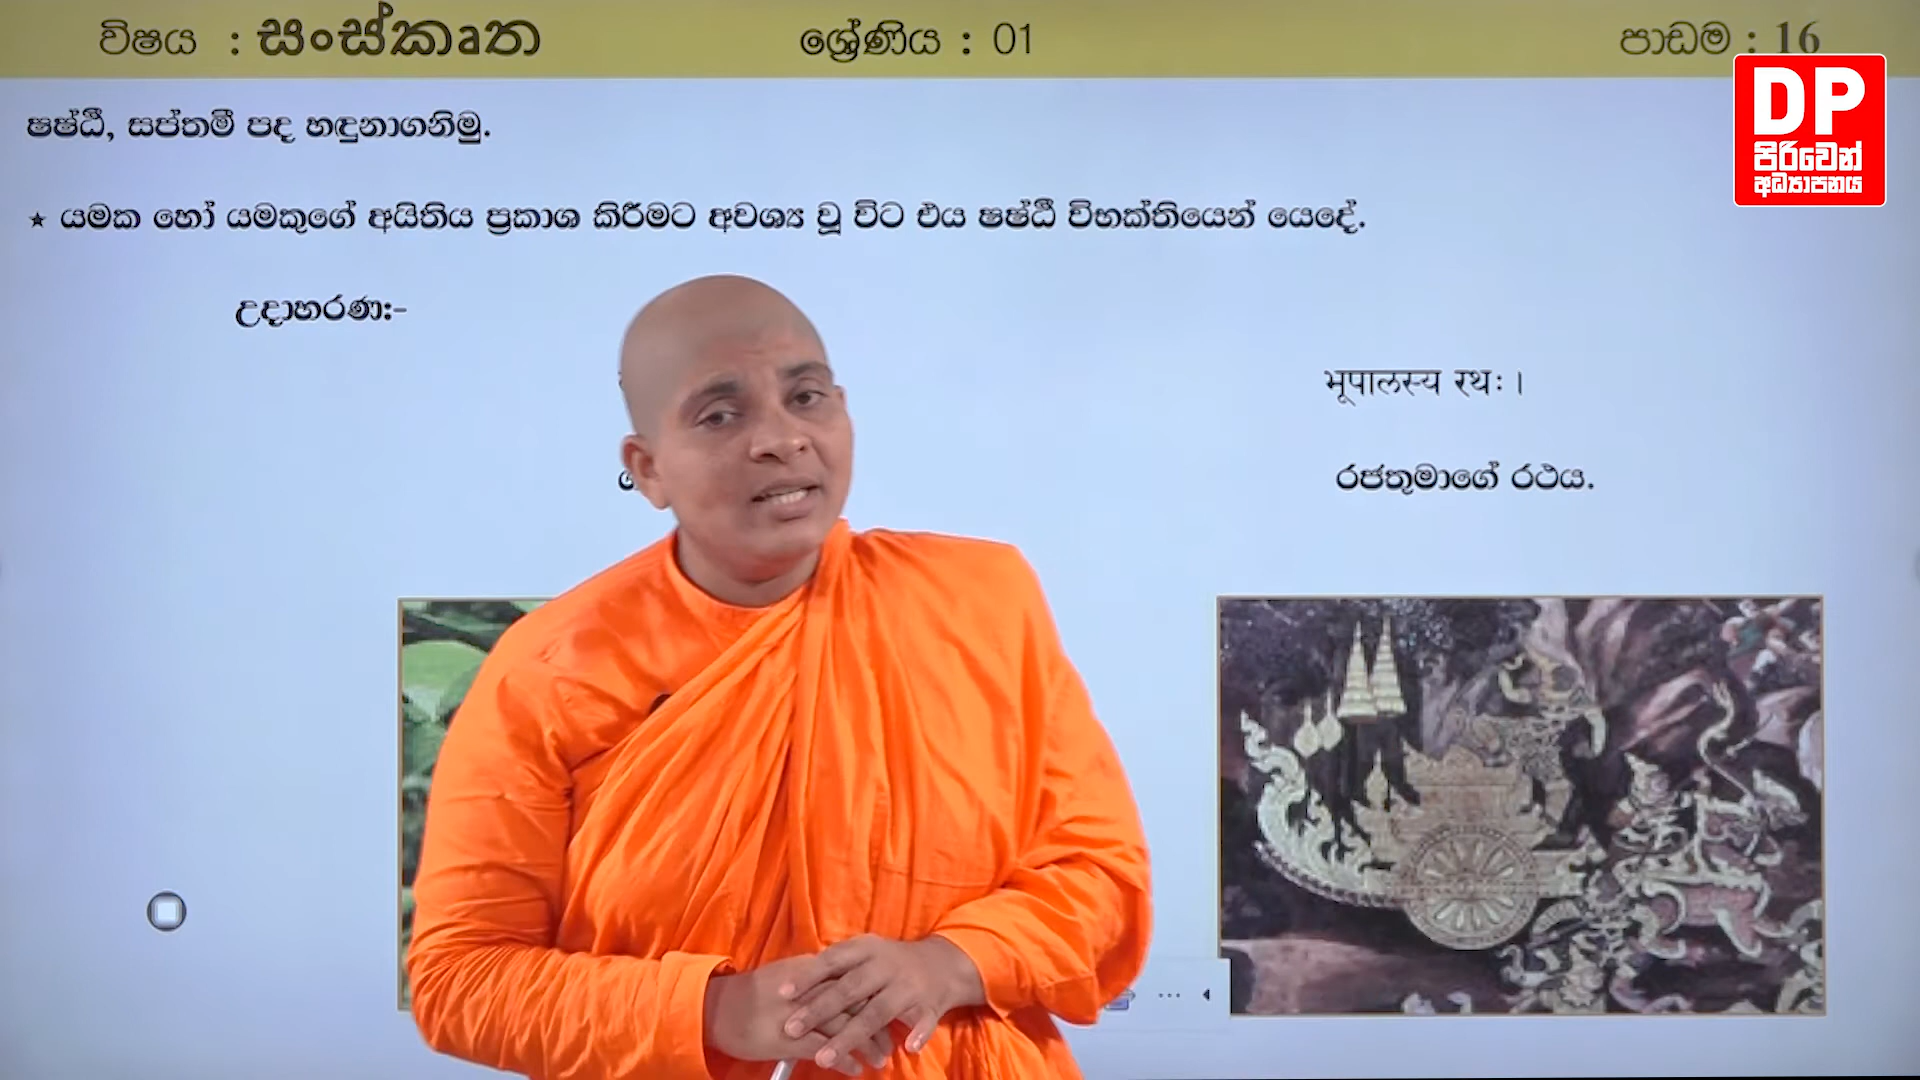 විෂය : සංස්කෘත ශ්‍රේණිය : 01 පාඩම : 16
DP
පිරිවෙන්
අධ්‍යාපනය
ෂෂ්ඨී, සප්තමී පද හඳුනාගනිමු.
★ යමක හෝ යමකුගේ අයිතිය ප්‍රකාශ කිරීමට අවශ්‍ය වූ විට එය ෂෂ්ඨී විභක්තියෙන් යෙදේ.
උදාහරණ:-
भूपालस्य रथः ।
රජතුමාගේ රථය.